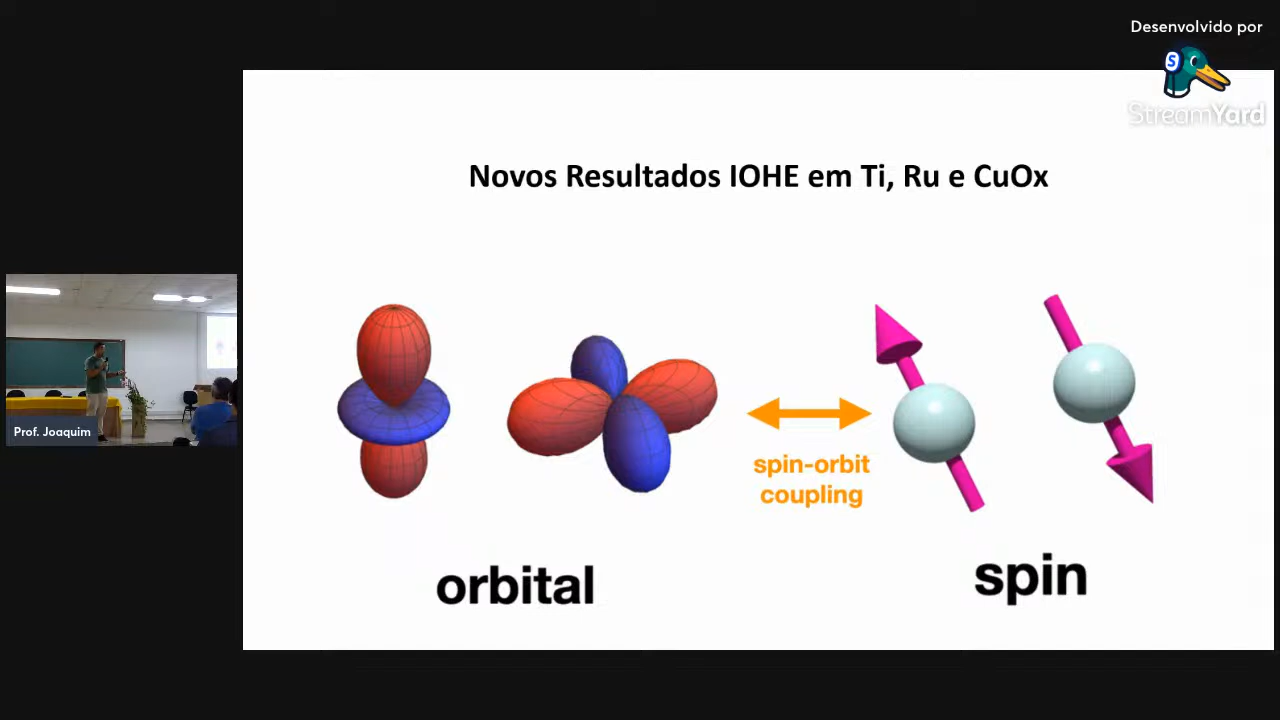 Desenvolvido por
S
StreamYard
Novos Resultados IOHE em Ti, Ru e CuOx
spin-orbit
coupling
orbital
spin
Prof. Joaquim